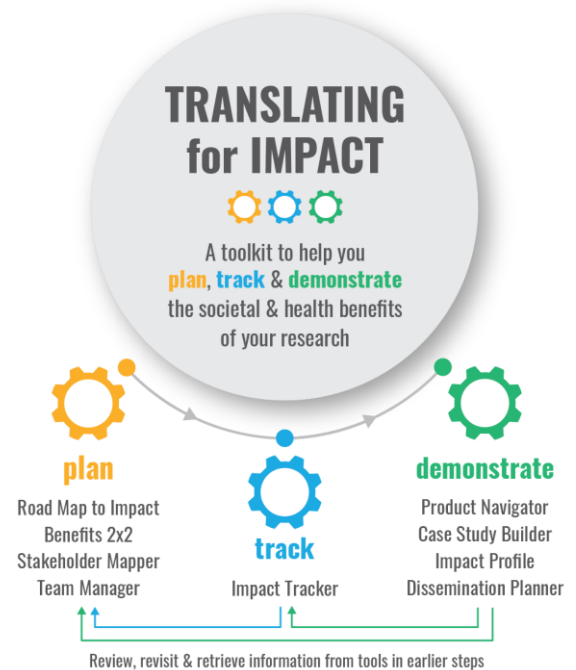 TRANSLATING
for IMPACT
A toolkit to help you
plan, track & demonstrate
the societal & health benefits
of your research
plan
Road Map to Impact
Benefits 2x2
Stakeholder Mapper
Team Manager
track
Impact Tracker
demonstrate
Product Navigator
Case Study Builder
Impact Profile
Dissemination Planner
Review, revisit & retrieve information from tools in earlier steps